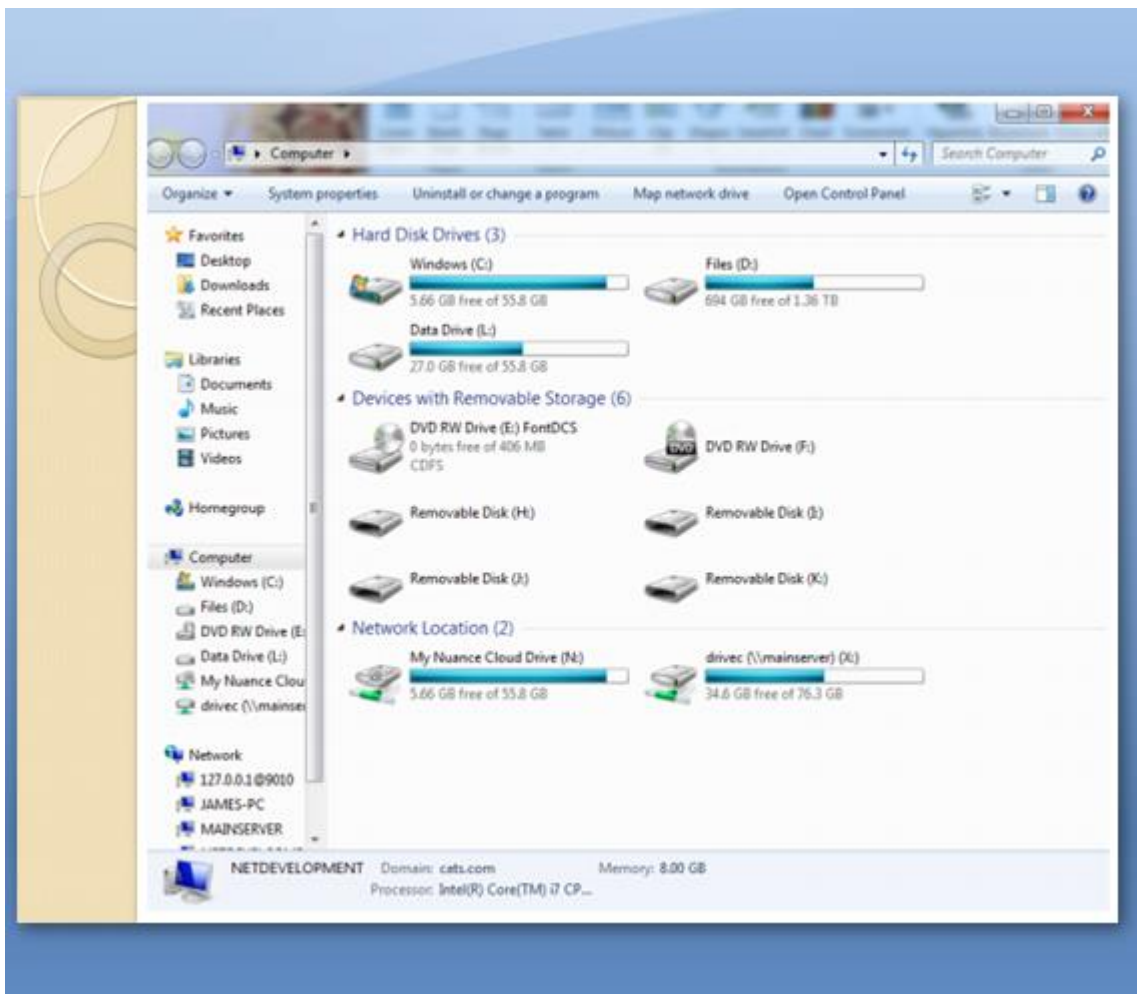 Computer
Search Computer
Organize
System properties
Uninstall or change a program
Map network drive
Open Control Panel
Favorites
Desktop
Downloads
Recent Places
Libraries
Documents
Music
Pictures
Videos
Homegroup
Computer
Windows (C:)
Files (D:)
DVD RW Drive (E:
Data Drive (L:)
My Nuance Clou
drivec (\\mainser
Network
127.0.0.1@9010
JAMES-PC
MAINSERVER
Hard Disk Drives (3)
Windows (C:)
5.66 GB free of 55.8 GB
Files (D:)
694 GB free of 1.36 TB
Data Drive (L:)
27.0 GB free of 55.8 GB
Devices with Removable Storage (6)
DVD RW Drive (E:) FontDCS
0 bytes free of 406 MB
CDFS
DVD RW Drive (F:)
Removable Disk (H:)
Removable Disk (I:)
Removable Disk (J:)
Removable Disk (K:)
Network Location (2)
My Nuance Cloud Drive (N:)
5.66 GB free of 55.8 GB
drivec (\\mainserver) (X:)
34.6 GB free of 76.3 GB
NETDEVELOPMENT Domain: cats.com Memory: 8.00 GB
Processor: Intel(R) Core(TM) i7 CP...